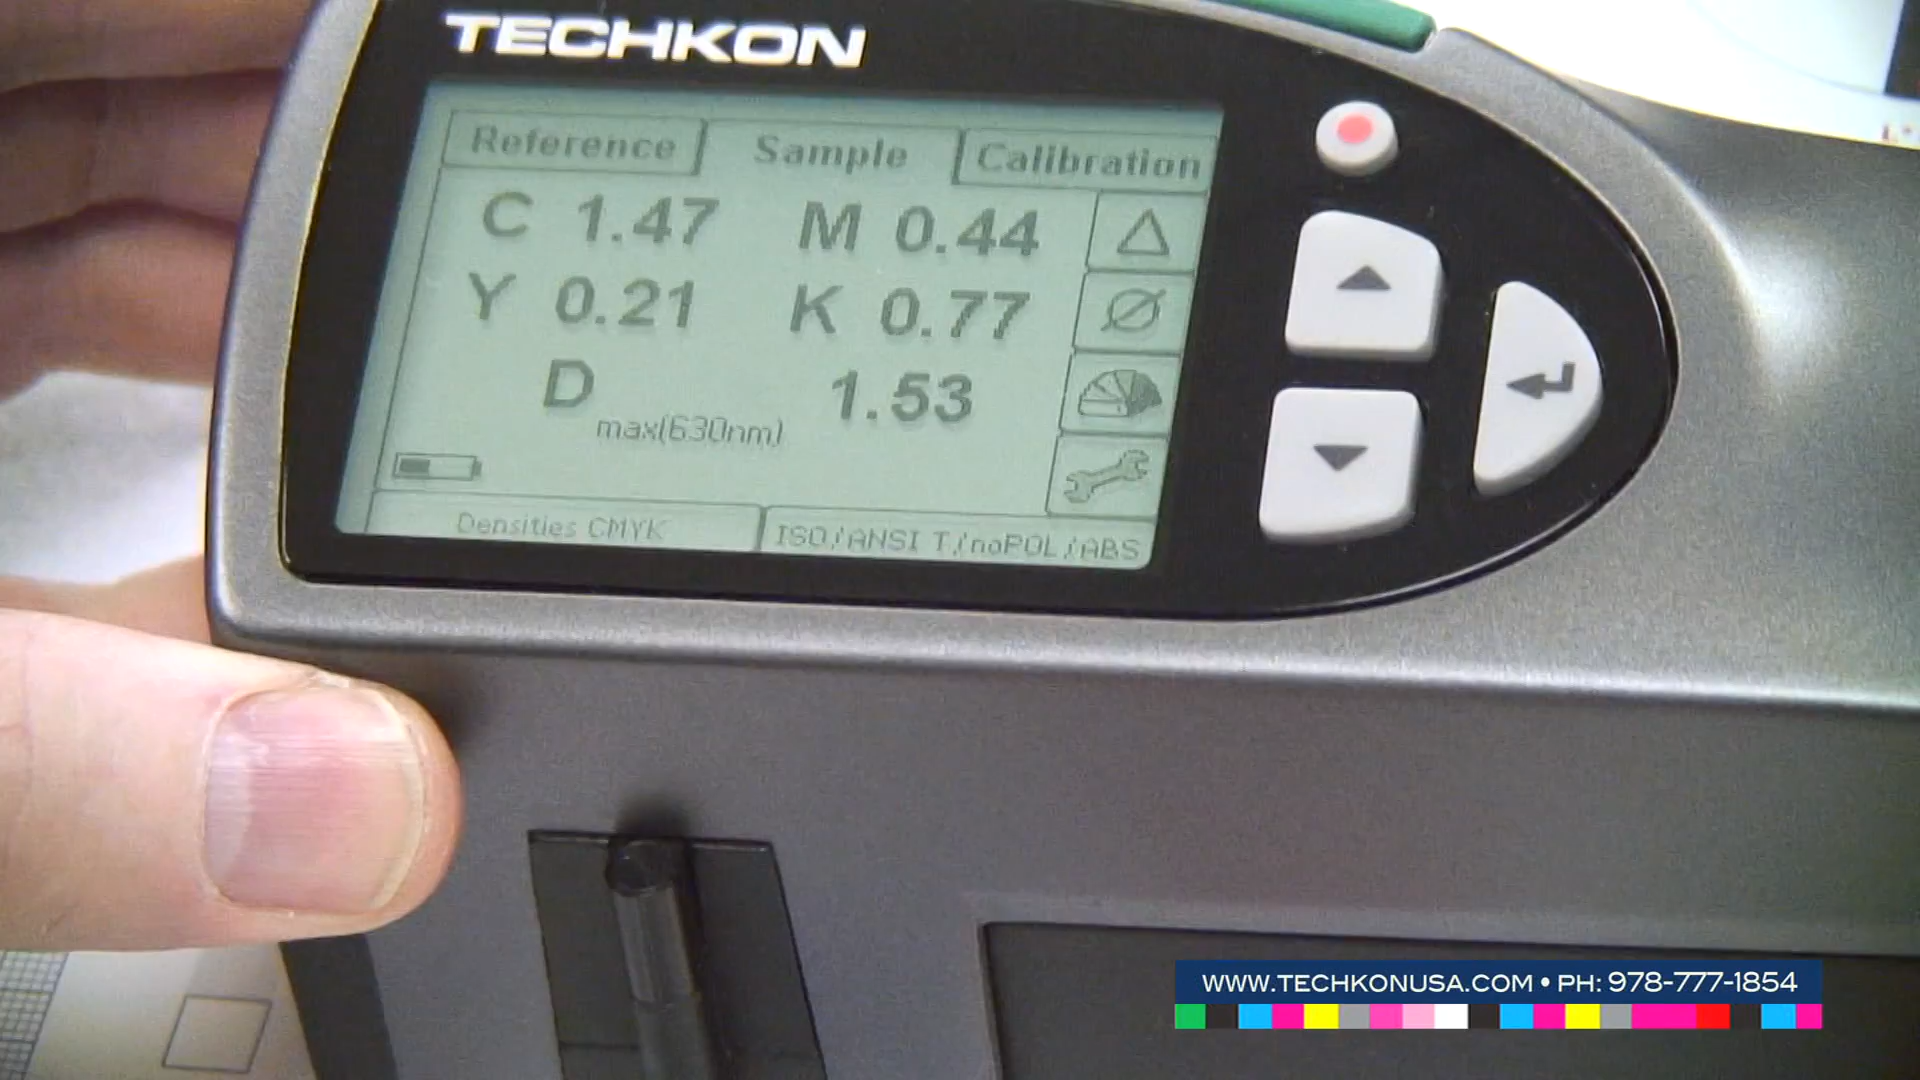 TECHKON
Reference Sample Calibration
C 1.47 M 0.44
Y 0.21 K 0.77
D max(630nm) 1.53
Densities CMYK ISO/ANSI T/noPOL/ABS
WWW.TECHKONUSA.COM • PH: 978-777-1854